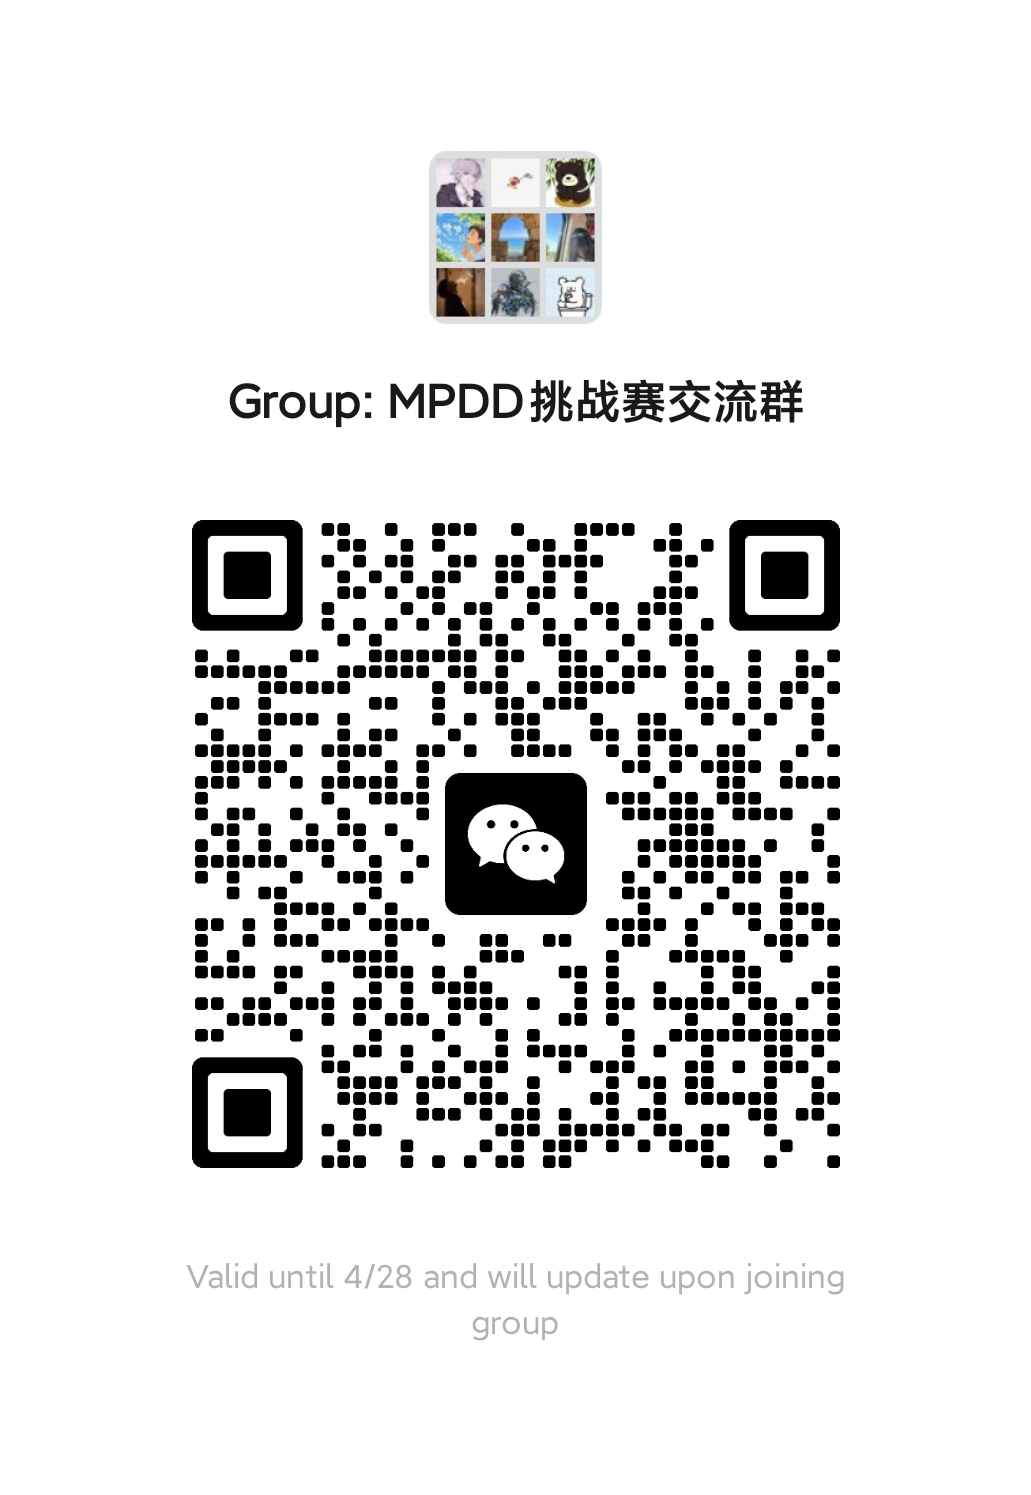 Group: MPDD挑战赛交流群
Valid until 4/28 and will update upon joining
group